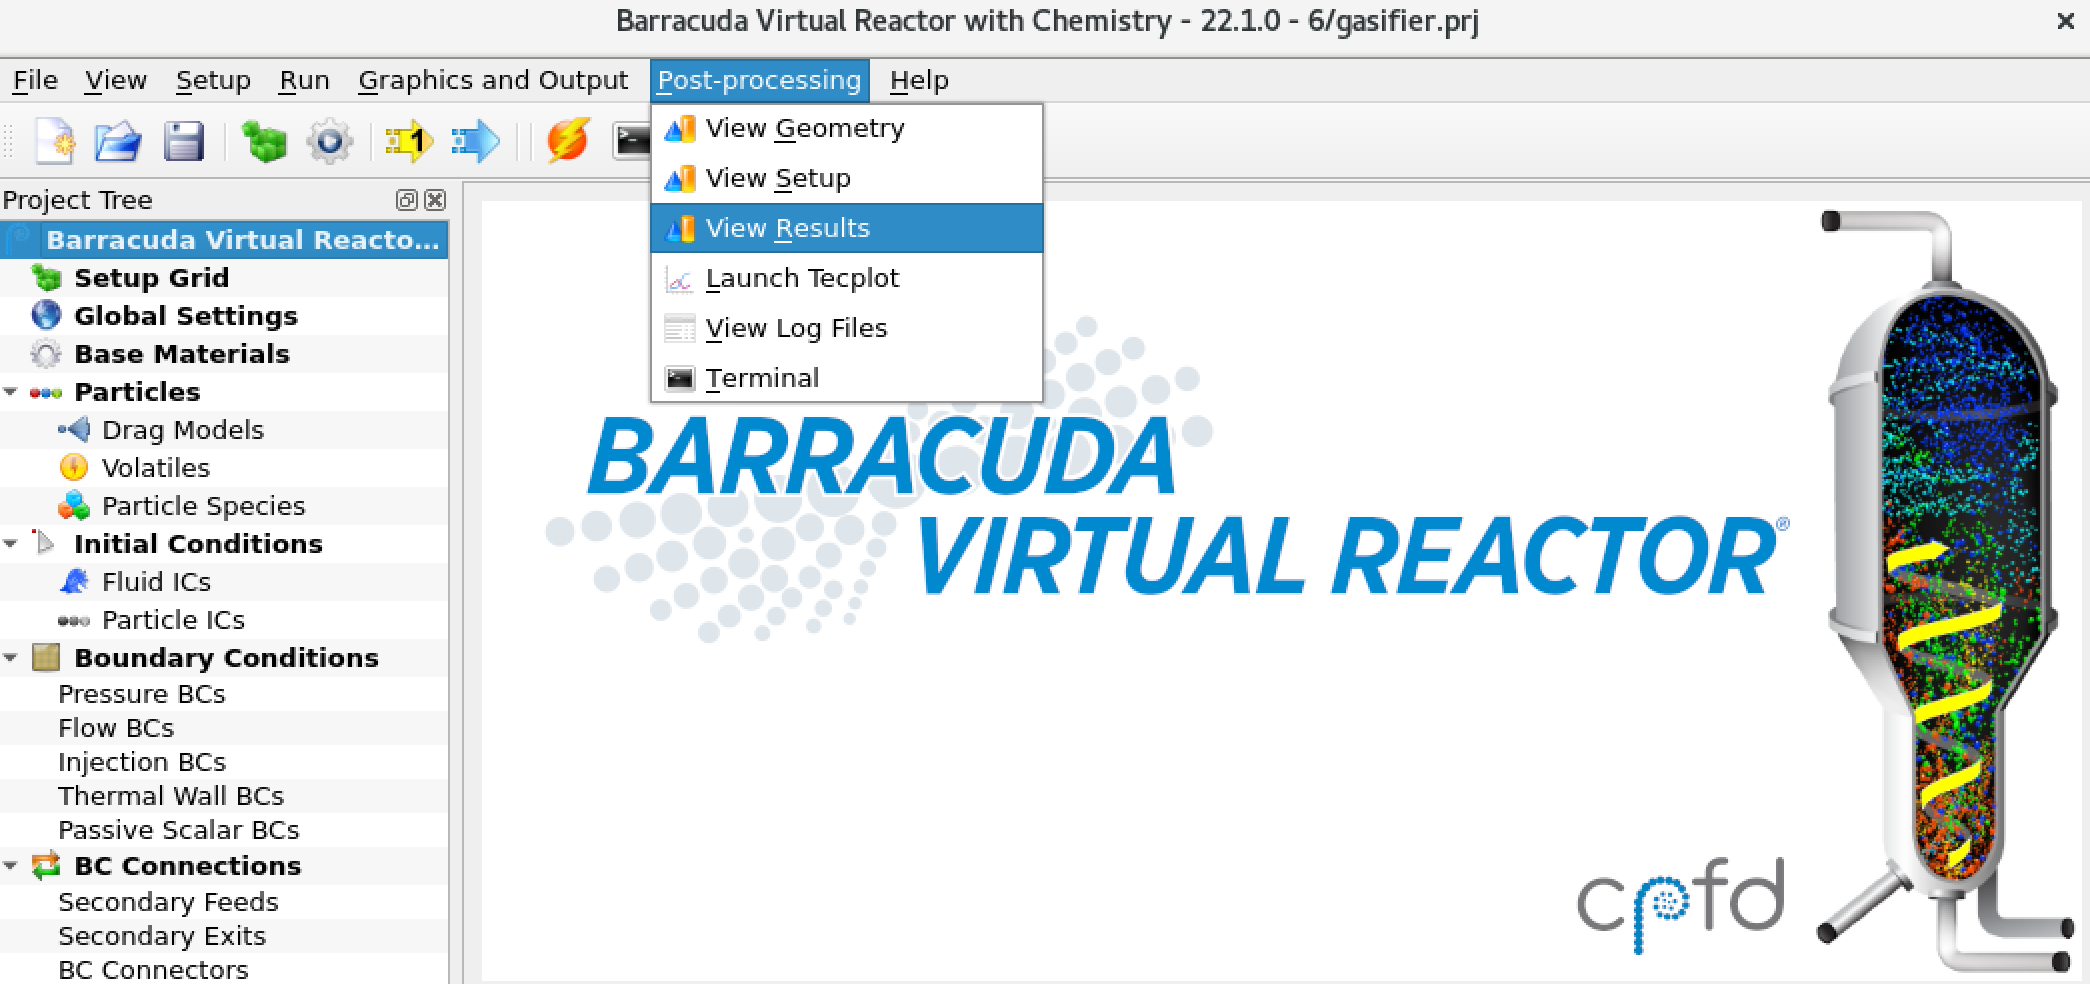 Barracuda Virtual Reactor with Chemistry - 22.1.0 - 6/gasifier.prj
File View Setup Run Graphics and Output Post-processing Help
View Geometry
View Setup
View Results
Launch Tecplot
View Log Files
Terminal
1
Project Tree
Barracuda Virtual Reacto...
Setup Grid
Global Settings
Base Materials
Particles
Drag Models
Volatiles
Particle Species
Initial Conditions
Fluid ICs
Particle ICs
Boundary Conditions
Pressure BCs
Flow BCs
Injection BCs
Thermal Wall BCs
Passive Scalar BCs
BC Connections
Secondary Feeds
Secondary Exits
BC Connectors
BARRACUDA
VIRTUAL REACTOR®
cpfd